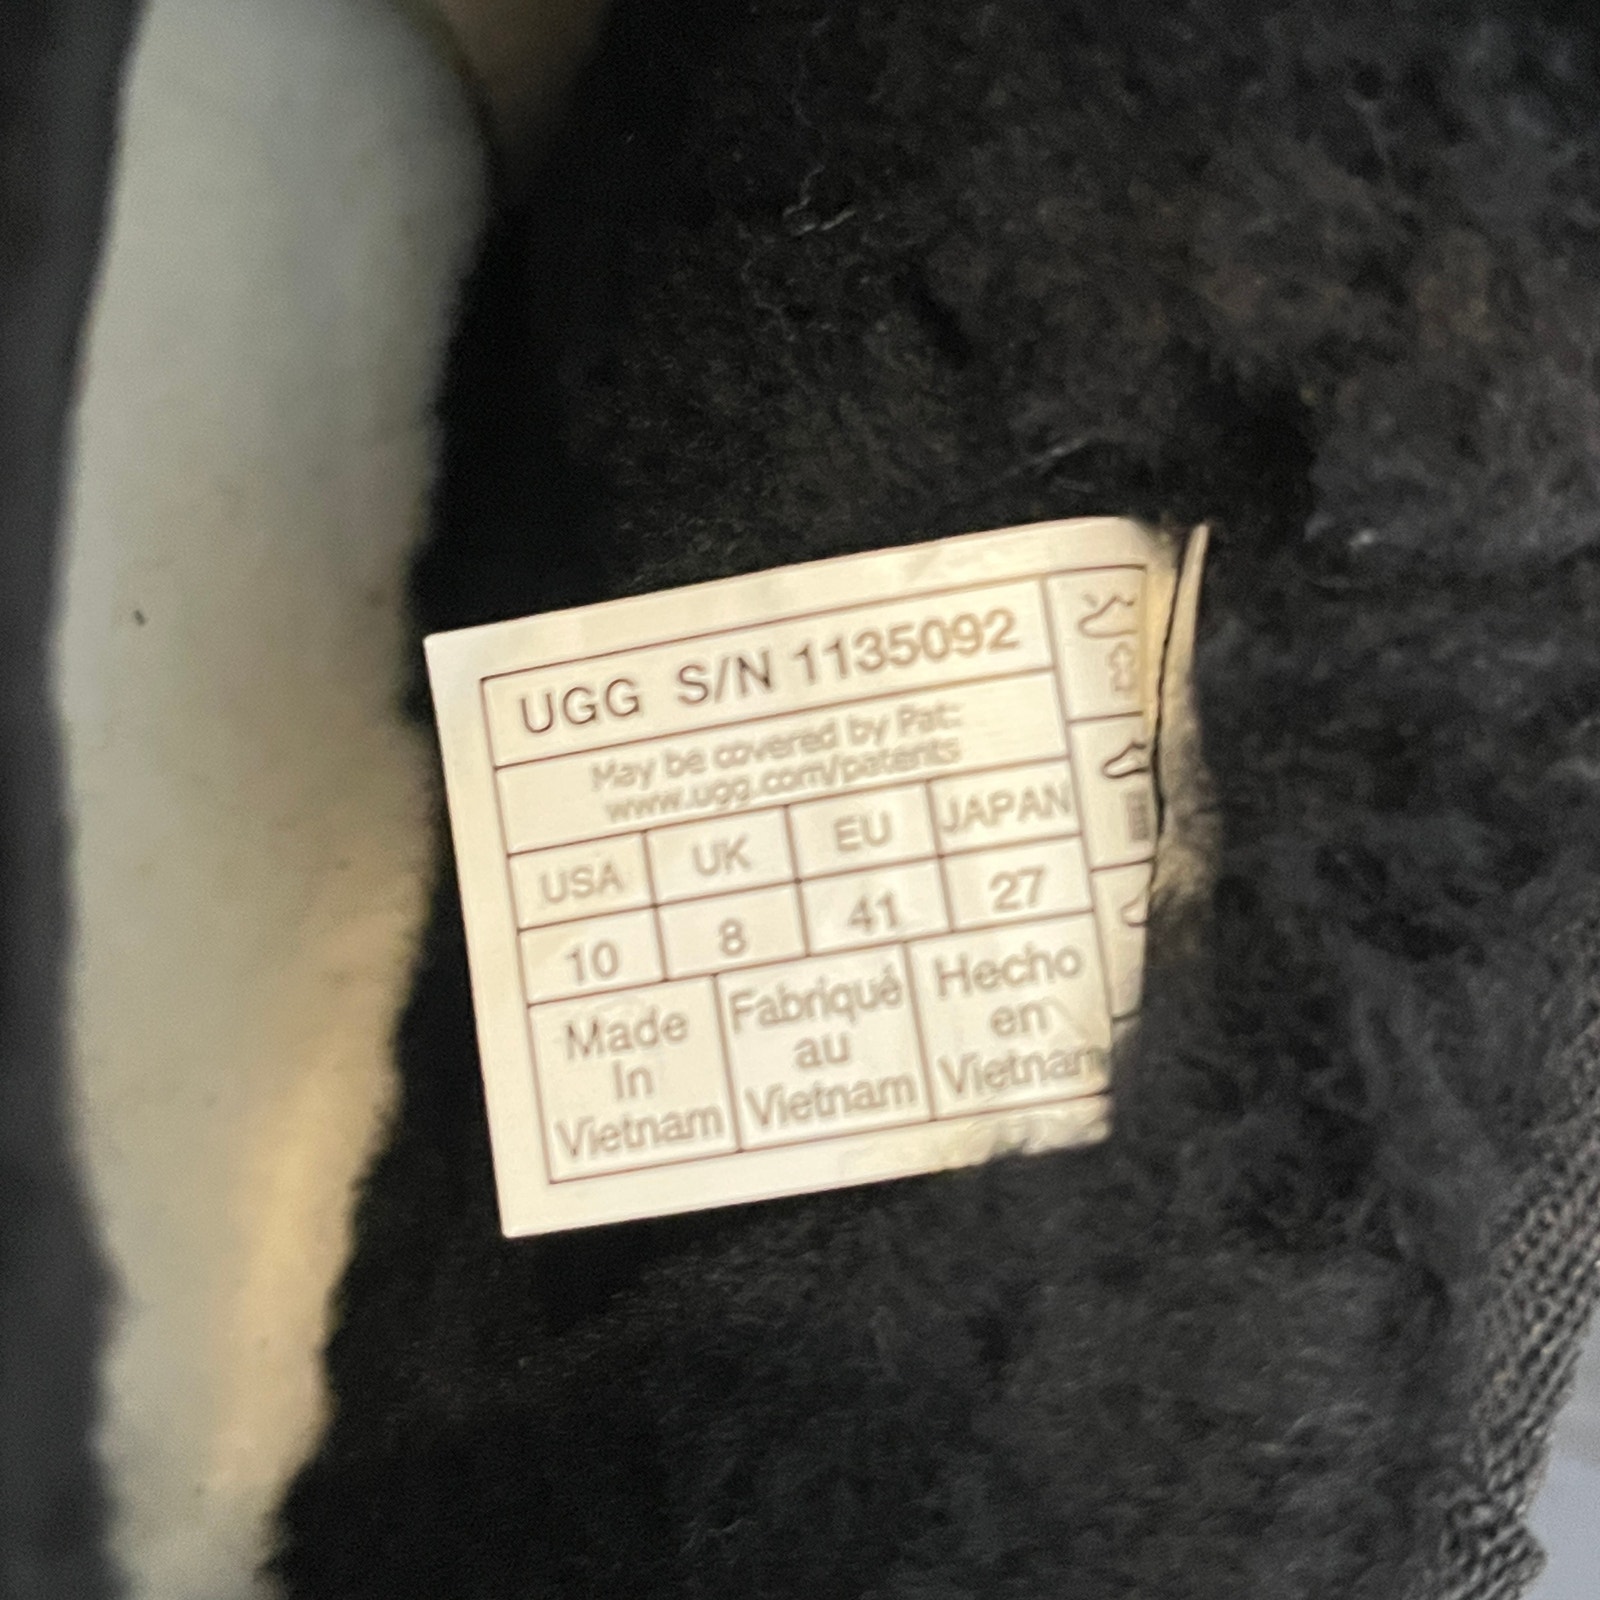 UGG S/N 1135092
May be covered by Pat:
www.ugg.com/patents
USA UK EU JAPAN
10 8 41 27
Made In Vietnam
Fabriqué au Vietnam
Hecho en Vietnam